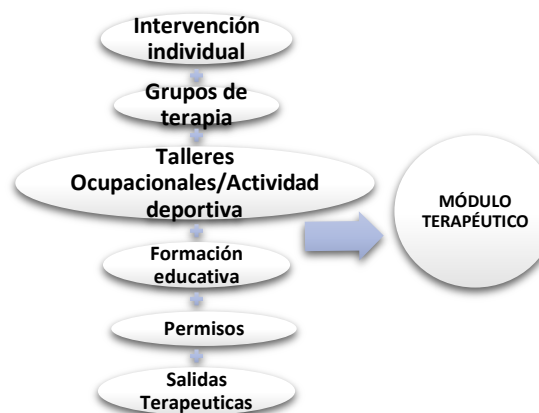 Intervención
individual
Grupos de
terapia
Talleres
Ocupacionales/Actividad
deportiva
Formación
educativa
Permisos
Salidas
Terapeuticas
MÓDULO
TERAPÉUTICO